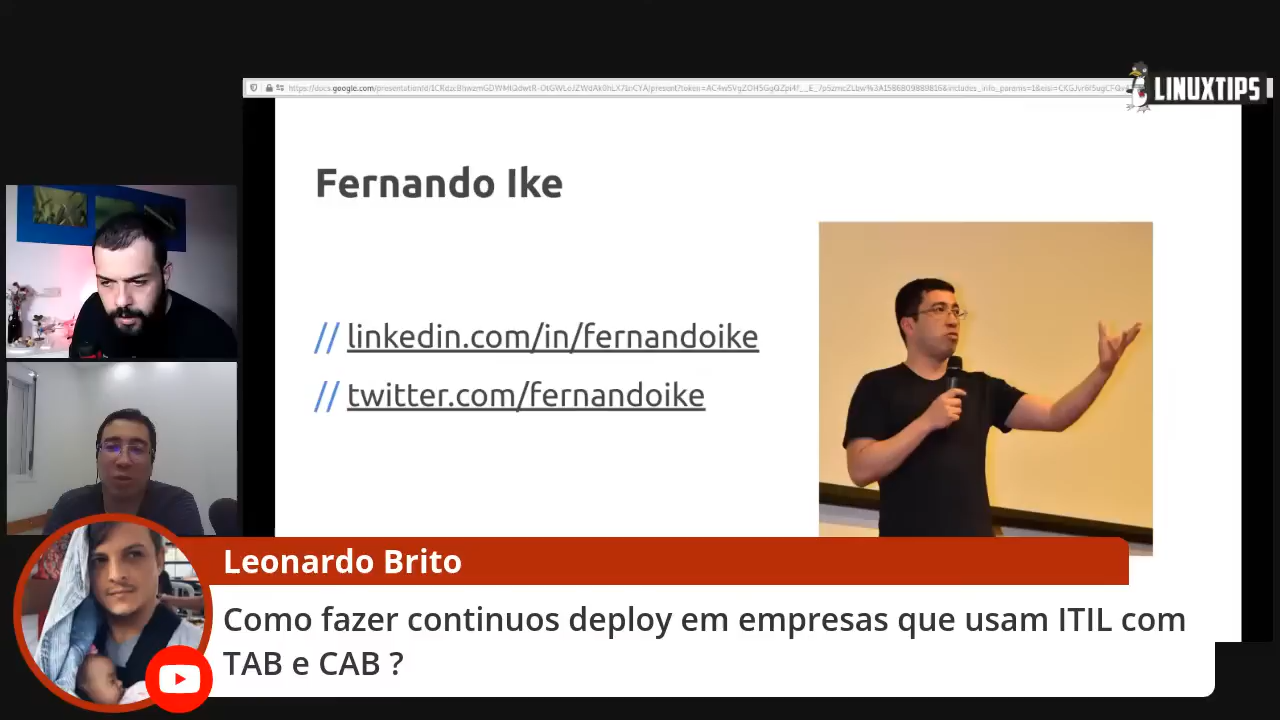 LINUXTIPS
Fernando Ike
// linkedin.com/in/fernandoike
// twitter.com/fernandoike
Leonardo Brito
Como fazer continuos deploy em empresas que usam ITIL com
TAB e CAB ?